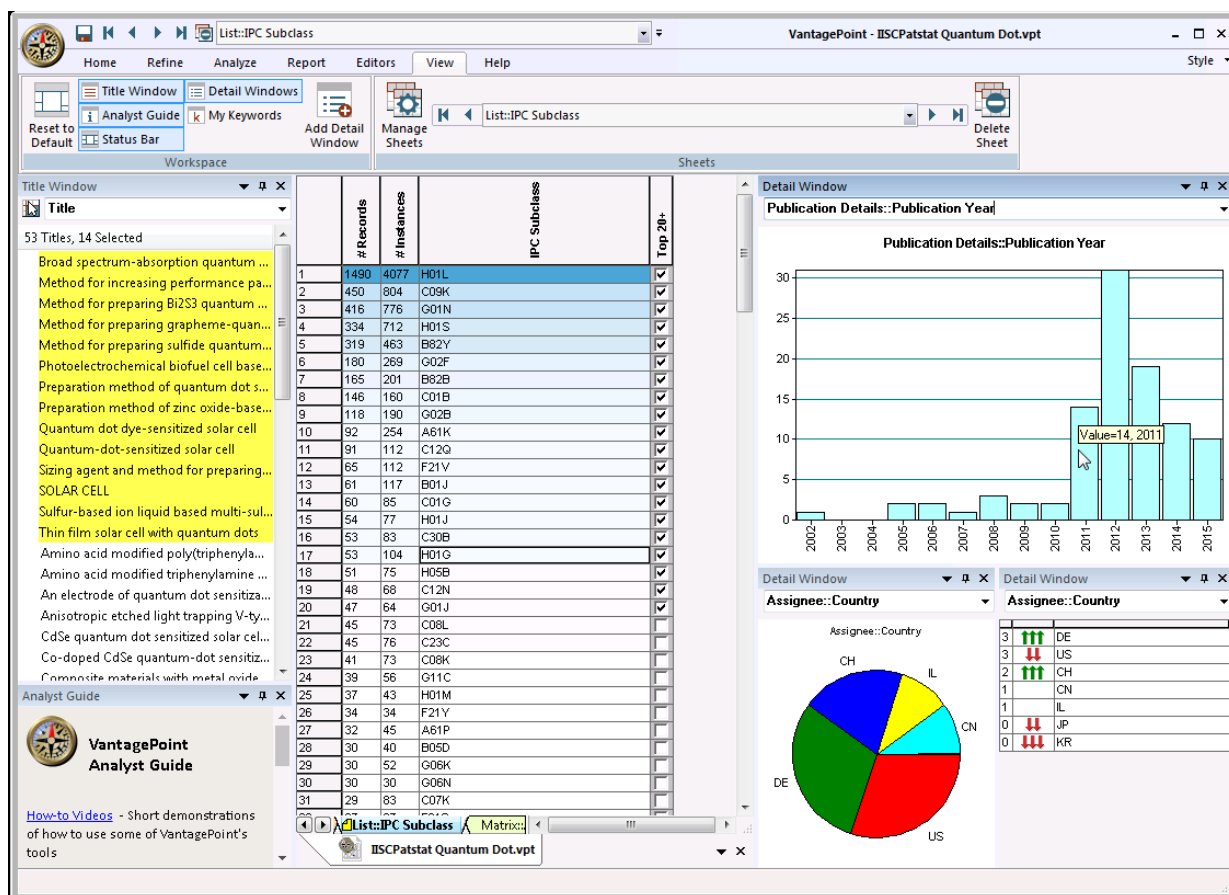 List::IPC Subclass
VantagePoint - IISCPatstat Quantum Dot.vpt
Home Refine Analyze Report Editors View Help
Style
Reset to Default
Title Window
Detail Windows
Analyst Guide
My Keywords
Status Bar
Add Detail Window
Workspace
Manage Sheets
List::IPC Subclass
Delete Sheet
Sheets
Title Window
Title
53 Titles, 14 Selected
Broad spectrum-absorption quantum ...
Method for increasing performance pa...
Method for preparing Bi2S3 quantum ...
Method for preparing grapheme-quan...
Method for preparing sulfide quantum...
Photoelectrochemical biofuel cell base...
Preparation method of quantum dot s...
Preparation method of zinc oxide-base...
Quantum dot dye-sensitized solar cell
Quantum-dot-sensitized solar cell
Sizing agent and method for preparing...
SOLAR CELL
Sulfur-based ion liquid based multi-sul...
Thin film solar cell with quantum dots
Amino acid modified poly(triphenyla...
Amino acid modified triphenylamine ...
An electrode of quantum dot sensitiza...
Anisotropic etched light trapping V-ty...
CdSe quantum dot sensitized solar cel...
Co-doped CdSe quantum-dot sensitiz...
Composite materials with metal oxide
Analyst Guide
VantagePoint
Analyst Guide
How-to Videos - Short demonstrations
of how to use some of VantagePoint's
tools
# Records # Instances IPC Subclass Top 20+
1 1490 4077 H01L
2 450 804 C09K
3 416 776 G01N
4 334 712 H01S
5 319 463 B82Y
6 180 269 G02F
7 165 201 B82B
8 146 160 C01B
9 118 190 G02B
10 92 254 A61K
11 91 112 C12Q
12 65 112 F21V
13 61 117 B01J
14 60 85 C01G
15 54 77 H01J
16 53 83 C30B
17 53 104 H01G
18 51 75 H05B
19 48 68 C12N
20 47 64 G01J
21 45 73 C08L
22 45 76 C23C
23 41 73 C08K
24 39 56 G11C
25 37 43 H01M
26 34 34 F21Y
27 32 45 A61P
28 30 40 B05D
29 30 52 G06K
30 30 30 G06N
31 29 83 C07K
List::IPC Subclass
Matrix::
IISCPatstat Quantum Dot.vpt
Detail Window
Publication Details::Publication Year
Publication Details::Publication Year
30
25
20
15
10
5
0
Value=14, 2011
2002 2003 2004 2005 2006 2007 2008 2009 2010 2011 2012 2013 2014 2015
Detail Window
Assignee::Country
Assignee::Country
CH
IL
CN
DE
US
Detail Window
Assignee::Country
3 DE
3 US
2 CH
1 CN
1 IL
0 JP
0 KR